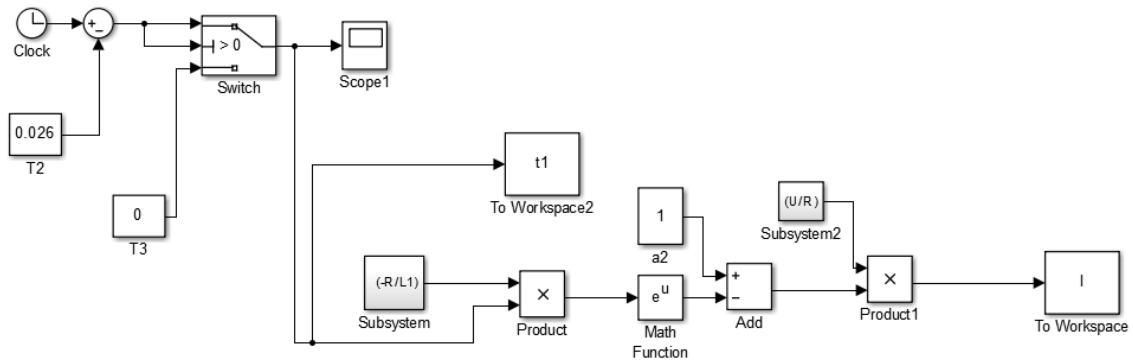 Clock
+
−
> 0
Switch
Scope1
0.026
T2
0
T3
t1
To Workspace2
1
a2
(U/R )
Subsystem2
(-R/L1)
Subsystem
×
Product
e^u
Math
Function
+
−
Add
×
Product1
I
To Workspace